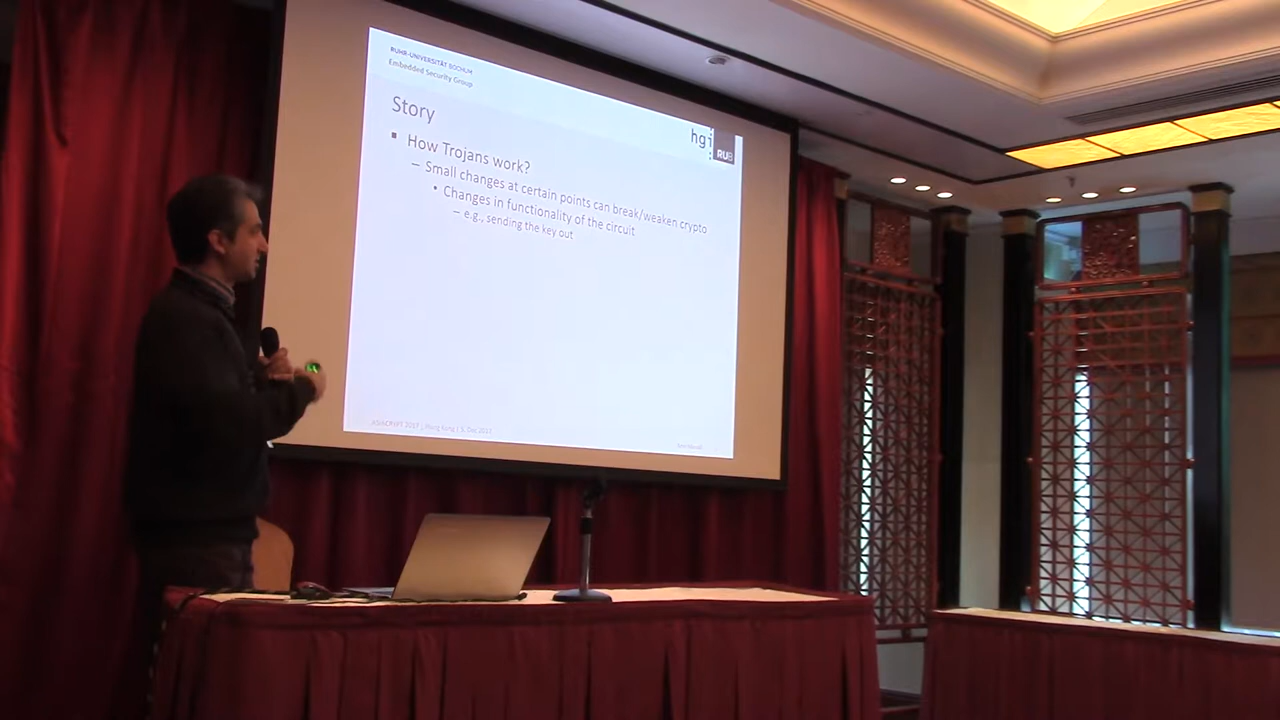 RUHR-UNIVERSITÄT BOCHUM
Embedded Security Group
hgi
RUB
Story
▪ How Trojans work?
– Small changes at certain points can break/weaken crypto
• Changes in functionality of the circuit
– e.g., sending the key out
ASIACRYPT 2017 | Hong Kong | 5. Dec 2017